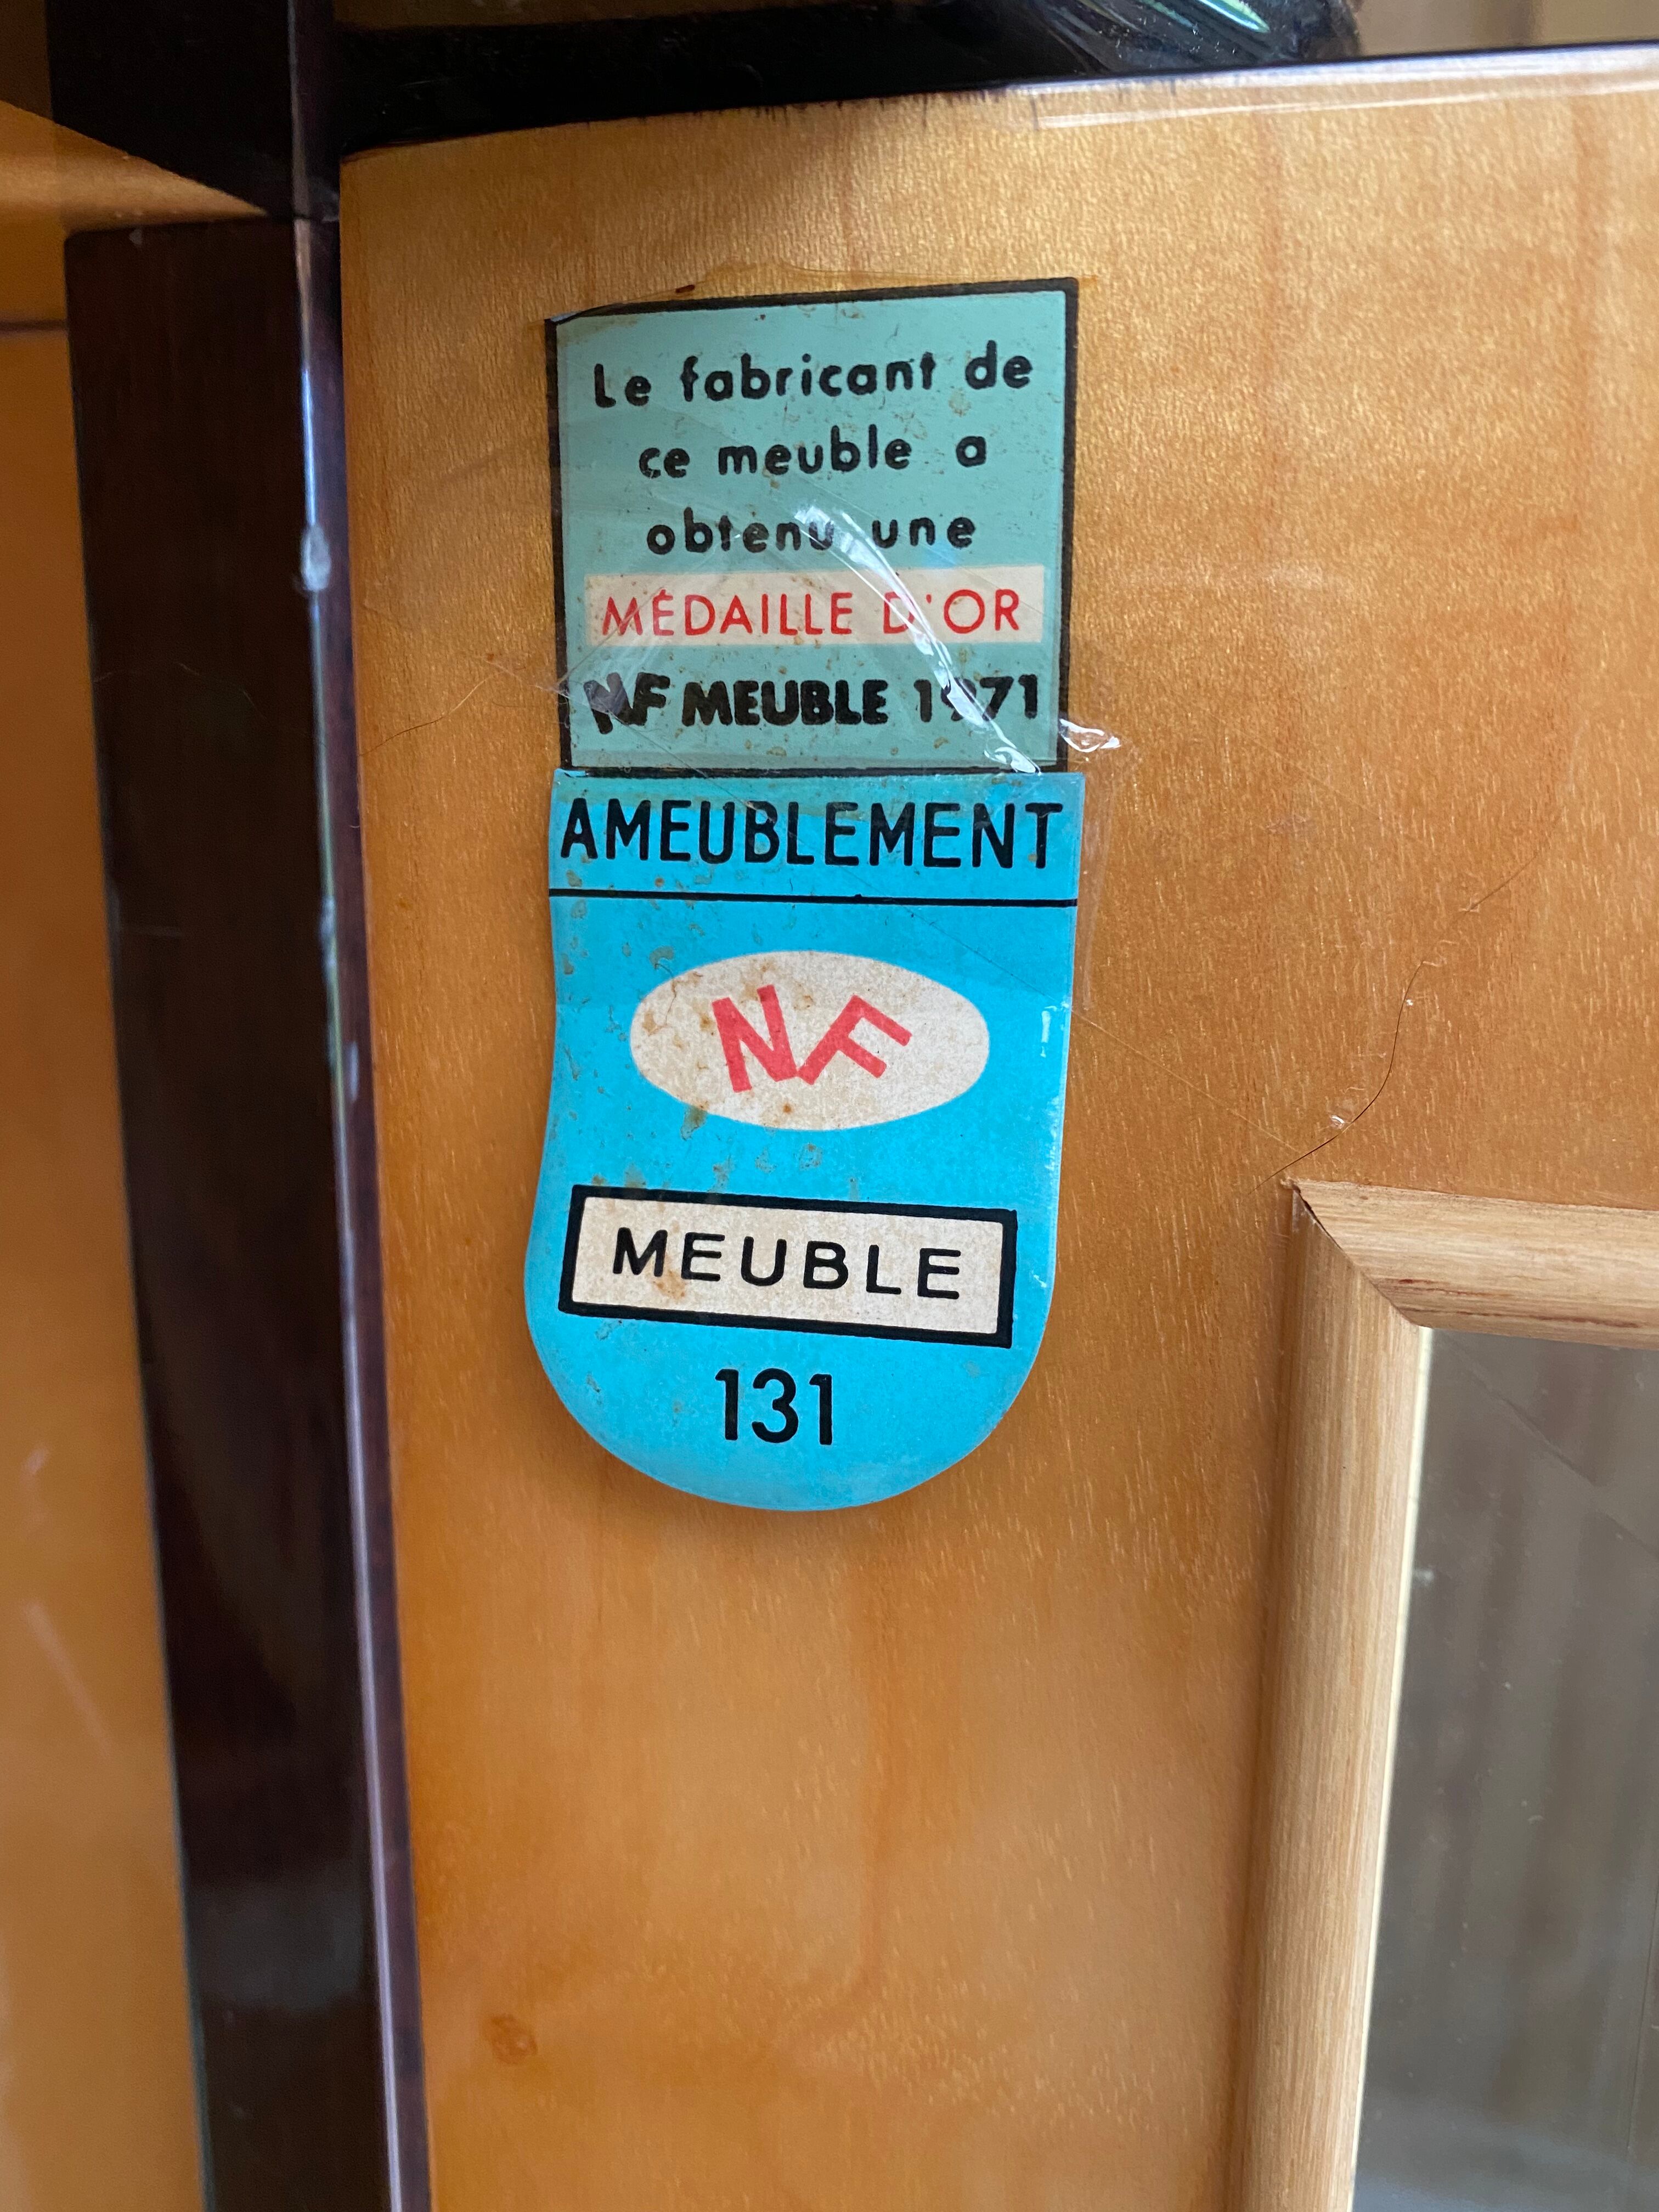 Le fabricant de
ce meuble a
obtenu une
MÉDAILLE D'OR
NF MEUBLE 1971
AMEUBLEMENT
NF
MEUBLE
131